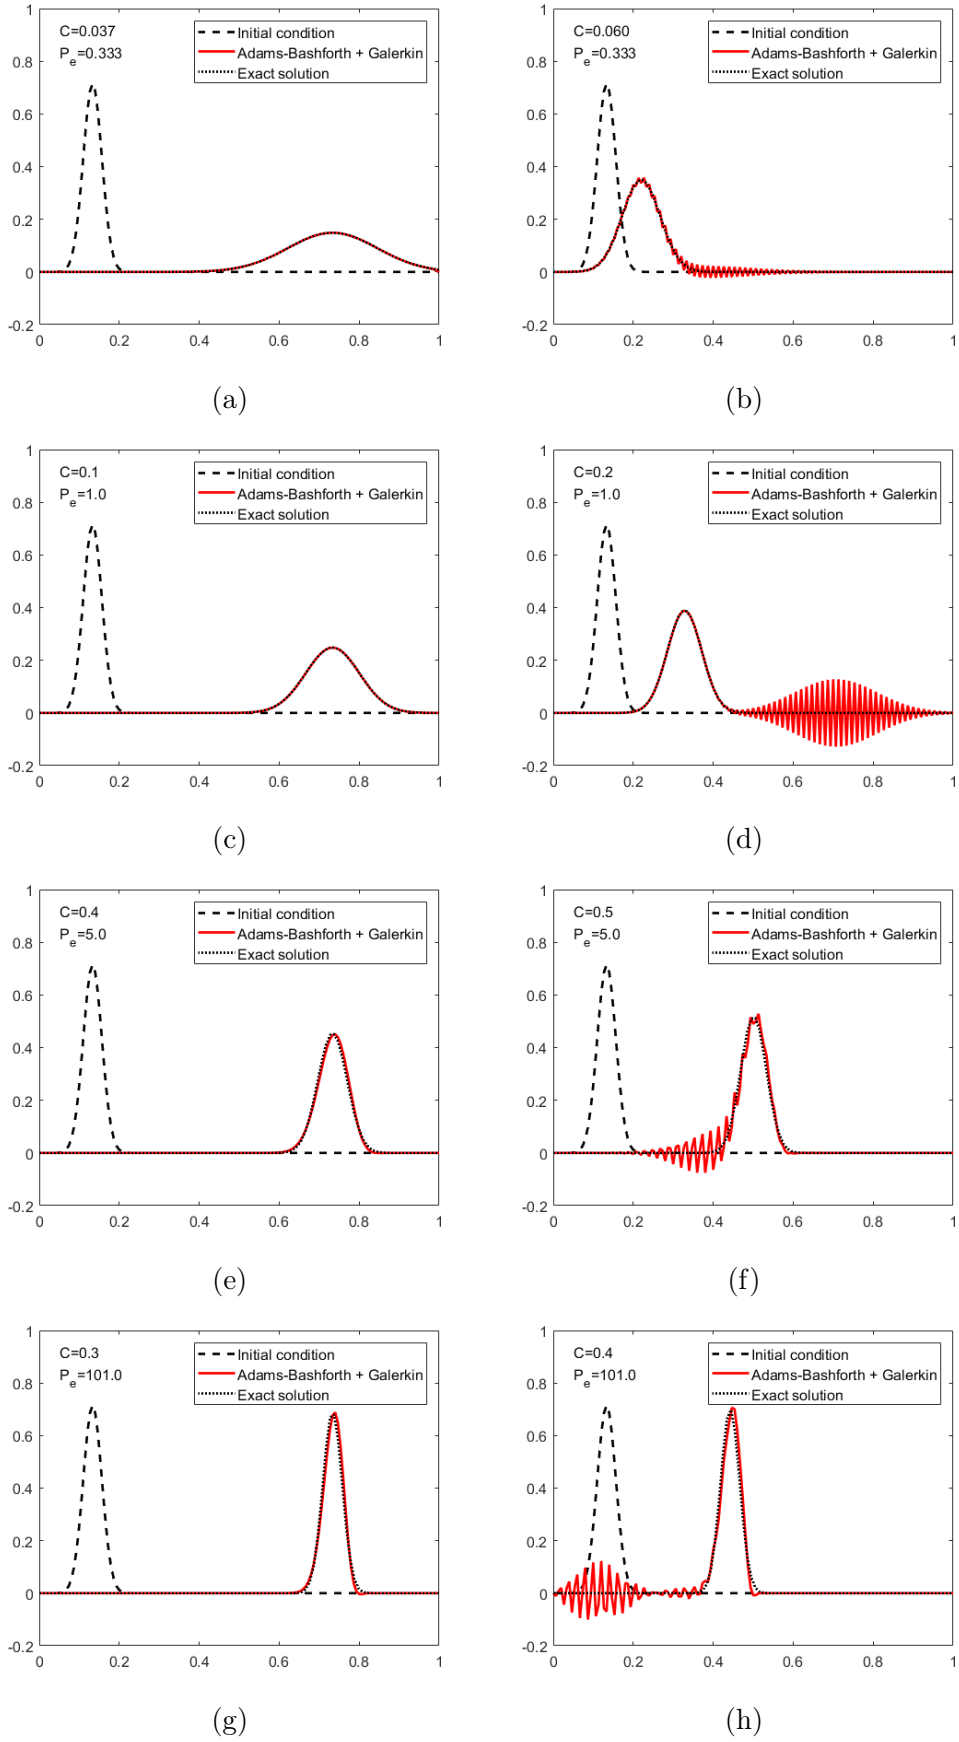 1
0.8
0.6
0.4
0.2
0
-0.2
0 0.2 0.4 0.6 0.8 1
C=0.037
Pe=0.333
Initial condition
Adams-Bashforth + Galerkin
Exact solution
(a)
1
0.8
0.6
0.4
0.2
0
-0.2
0 0.2 0.4 0.6 0.8 1
C=0.060
Pe=0.333
Initial condition
Adams-Bashforth + Galerkin
Exact solution
(b)
1
0.8
0.6
0.4
0.2
0
-0.2
0 0.2 0.4 0.6 0.8 1
C=0.1
Pe=1.0
Initial condition
Adams-Bashforth + Galerkin
Exact solution
(c)
1
0.8
0.6
0.4
0.2
0
-0.2
0 0.2 0.4 0.6 0.8 1
C=0.2
Pe=1.0
Initial condition
Adams-Bashforth + Galerkin
Exact solution
(d)
1
0.8
0.6
0.4
0.2
0
-0.2
0 0.2 0.4 0.6 0.8 1
C=0.4
Pe=5.0
Initial condition
Adams-Bashforth + Galerkin
Exact solution
(e)
1
0.8
0.6
0.4
0.2
0
-0.2
0 0.2 0.4 0.6 0.8 1
C=0.5
Pe=5.0
Initial condition
Adams-Bashforth + Galerkin
Exact solution
(f)
1
0.8
0.6
0.4
0.2
0
-0.2
0 0.2 0.4 0.6 0.8 1
C=0.3
Pe=101.0
Initial condition
Adams-Bashforth + Galerkin
Exact solution
(g)
1
0.8
0.6
0.4
0.2
0
-0.2
0 0.2 0.4 0.6 0.8 1
C=0.4
Pe=101.0
Initial condition
Adams-Bashforth + Galerkin
Exact solution
(h)